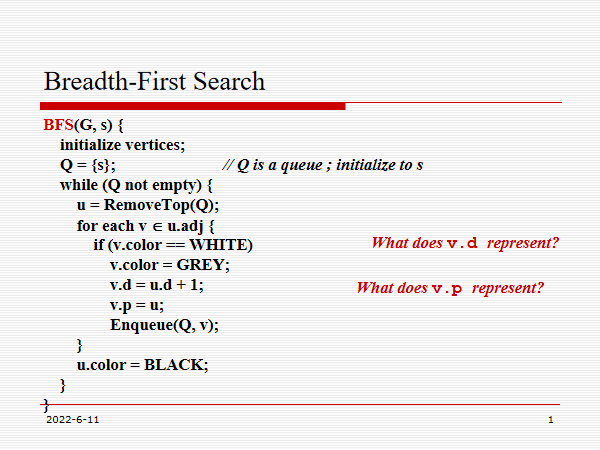 Breadth-First Search
BFS(G, s) {
initialize vertices;
Q = {s}; // Q is a queue ; initialize to s
while (Q not empty) {
u = RemoveTop(Q);
for each v ∈ u.adj {
if (v.color == WHITE)
What does v.d represent?
v.color = GREY;
v.d = u.d + 1;
What does v.p represent?
v.p = u;
Enqueue(Q, v);
}
u.color = BLACK;
}
}
2022-6-11
1